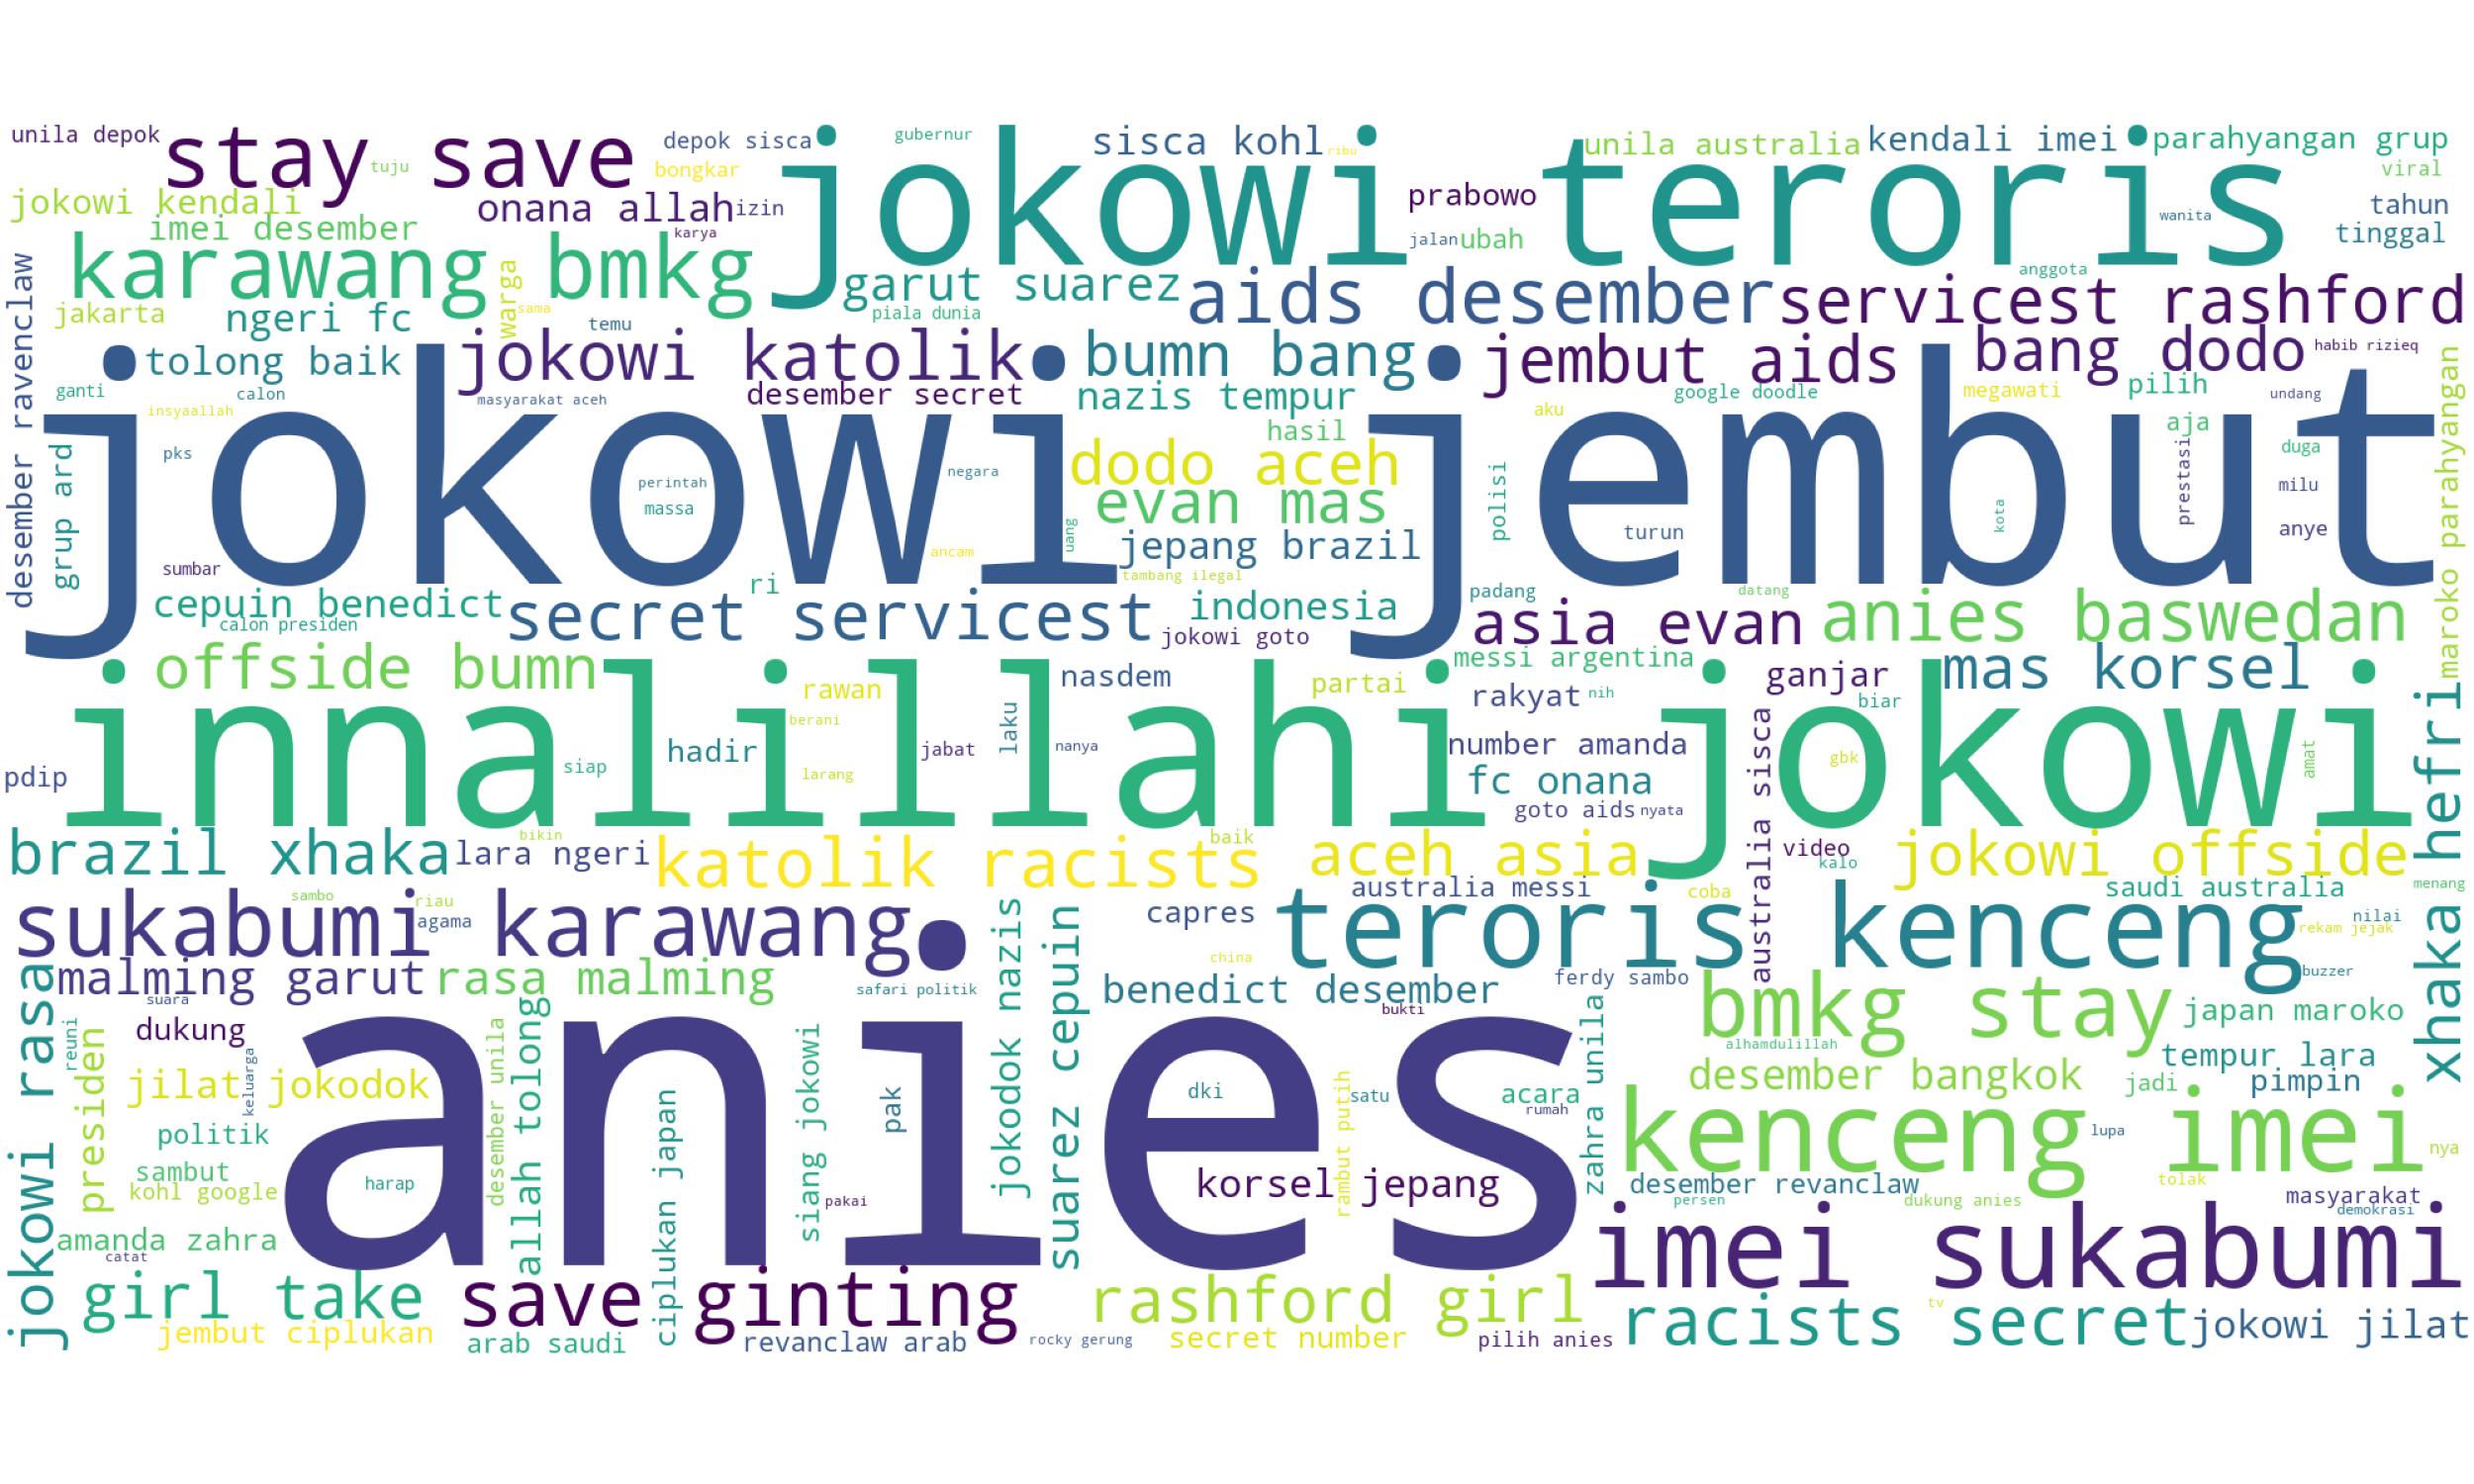 unila depok
stay save
tuju
depok sisca
bongkar
gubernur
sisca kohl
ribu
jokowi teroris
unila australia
kendali imei
parahyangan grup
viral
jokowi kendali
imei desember
onana allah
izin
karya
prabowo
jalan
ubah
wanita
tahun
tinggal
desember ravenclaw
karawang bmkg
warga
sama
garut suarez
piala dunia
aids desember
anggota
servicest rashford
jakarta
ngeri fc
temu
tolong baik
jokowi katolik
bumn bang
jembut aids
bang dodo
habib rizieq
desember secret
nazis tempur
google doodle
megawati
pilih
undang
ganti
calon
insyaallah
masyarakat aceh
hasil
aku
aja
maroko parahyangan
jokowi jembut
grup ard
pks
perintah
massa
negara
dodo aceh
evan mas
polisi
turun
kota
prestasi
duga
milu
anye
uang
ancam
jepang brazil
sumbar
ri
tambang ilegal
padang
datang
cepuin benedict
calon presiden
secret servicest
indonesia
jokowi goto
asia evan
anies baswedan
offside bumn
rawan
nasdem
partai
messi argentina
rakyat
nih
ganjar
biar
mas korsel
innalillahi jokowi
berani
pdip
siap
hadir
larang
jabat
laku
nanya
number amanda
fc onana
goto aids
nyata
australia sisca
gbk
amat
xhaka hefri
brazil xhaka
lara ngeri
bikin
katolik racists
baik
aceh asia
video
kalo
jokowi offside
sukabumi karawang
sambo
riau
agama
capres
australia messi
coba
saudi australia
menang
nilai
rekam jejak
teroris kenceng
china
malming garut
rasa malming
suara
safari politik
jokodok nazis
suarez cepuin
benedict desember
ferdy sambo
bukti
buzzer
jokowi rasa
reuni
presiden
dukung
anies
desember unila
allah tolong
siang jokowi
pak
dki
satu
acara
rumah
zahra unila
bmkg stay
japan maroko
alhamdulillah
tempur lara
desember bangkok
jadi
pimpin
jilat jokodok
keluarga
politik
sambut
kohl google
harap
ciplukan japan
pakai
korsel jepang
rambut putih
kenceng imei
lupa
nya
tolak
desember revanclaw
persen
dukung anies
masyarakat
demokrasi
amanda zahra
catat
girl take
save ginting
rashford girl
imei sukabumi
jembut ciplukan
arab saudi
revanclaw arab
rocky gerung
secret number
pilih anies
racists secret
tv
jokowi jilat